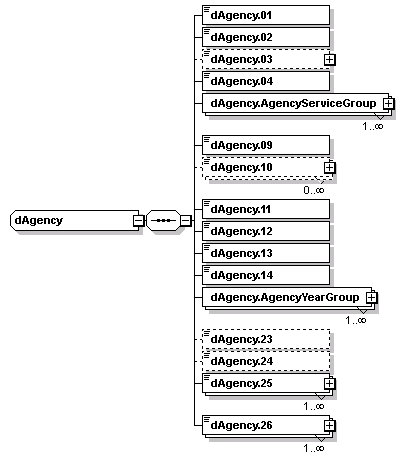 dAgency.01
dAgency.02
dAgency.03
dAgency.04
dAgency.AgencyServiceGroup
1..∞
dAgency.09
dAgency.10
0..∞
dAgency
dAgency.11
dAgency.12
dAgency.13
dAgency.14
dAgency.AgencyYearGroup
1..∞
dAgency.23
dAgency.24
dAgency.25
1..∞
dAgency.26
1..∞